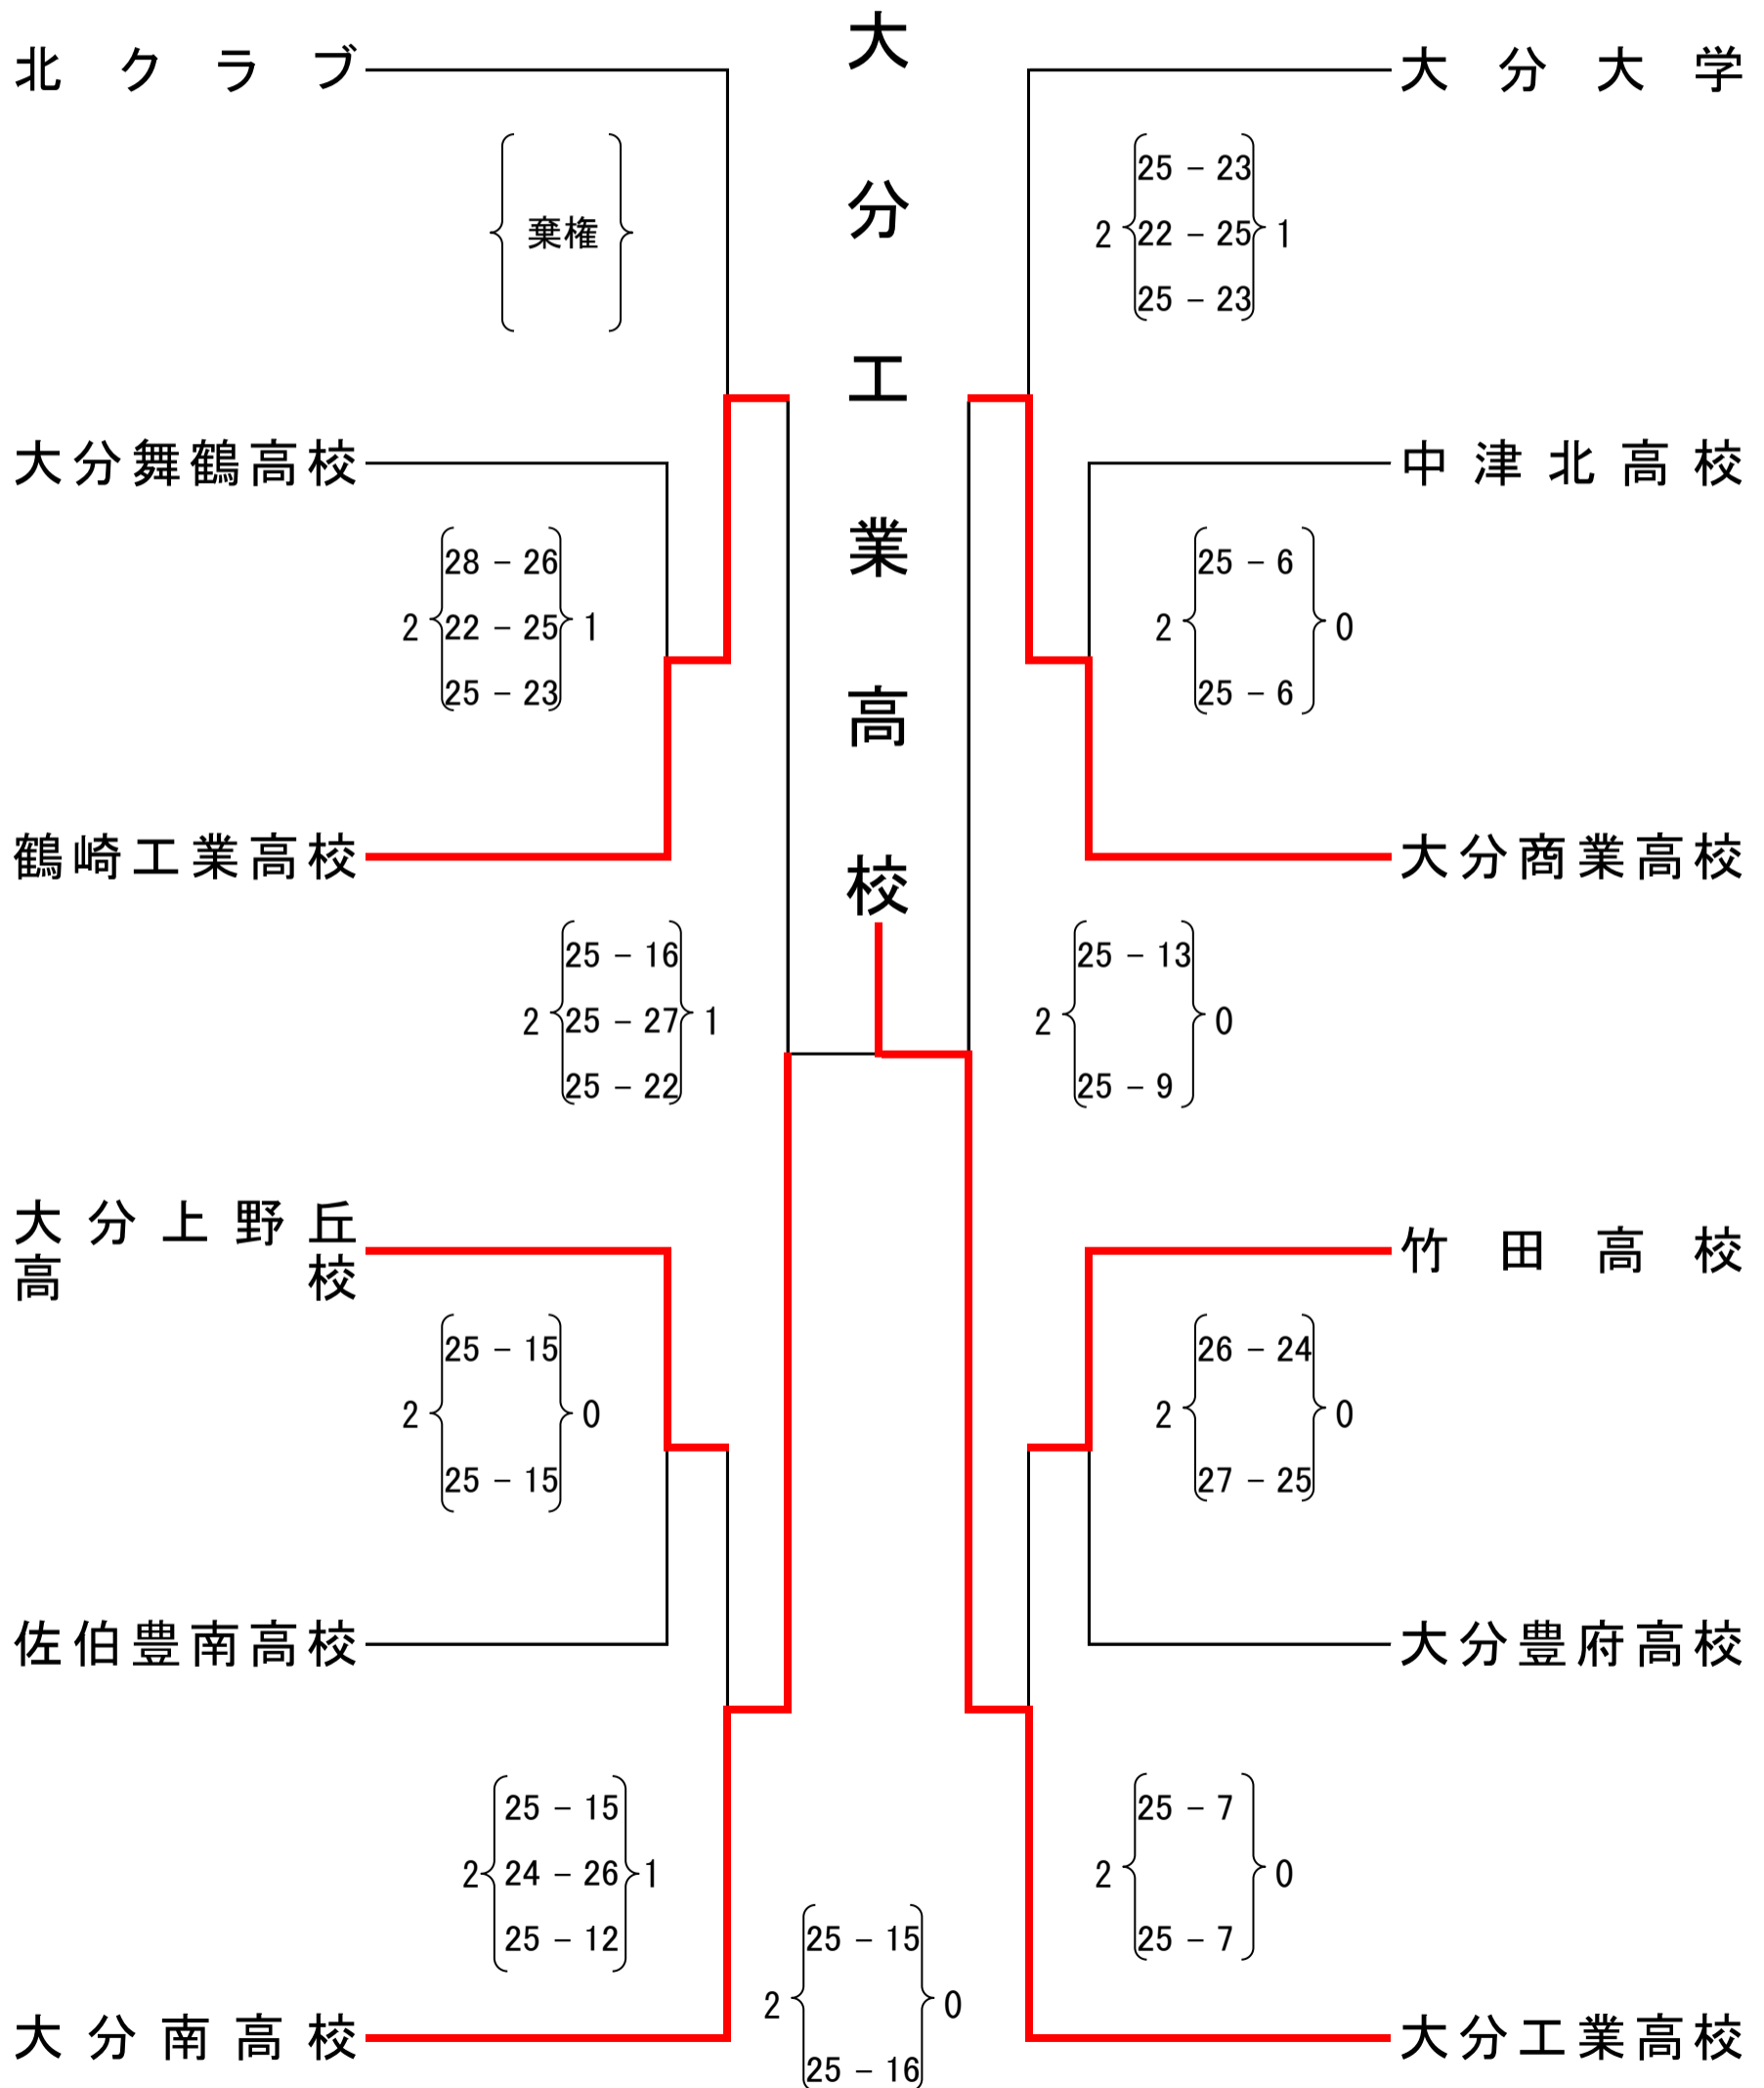 大分工業高校
北クラブ
棄権
大分舞鶴高校
28 － 26
2 22 － 25 1
25 － 23
鶴崎工業高校
25 － 16
2 25 － 27 1
25 － 22
大分上野丘
高校
25 － 15
2 0
25 － 15
佐伯豊南高校
25 － 15
2 24 － 26 1
25 － 12
大分南高校
大分大学
25 － 23
2 22 － 25 1
25 － 23
中津北高校
25 － 6
2 0
25 － 6
大分商業高校
25 － 13
2 0
25 － 9
竹田高校
26 － 24
2 0
27 － 25
大分豊府高校
25 － 7
2 0
25 － 7
大分工業高校
25 － 15
2 0
25 － 16